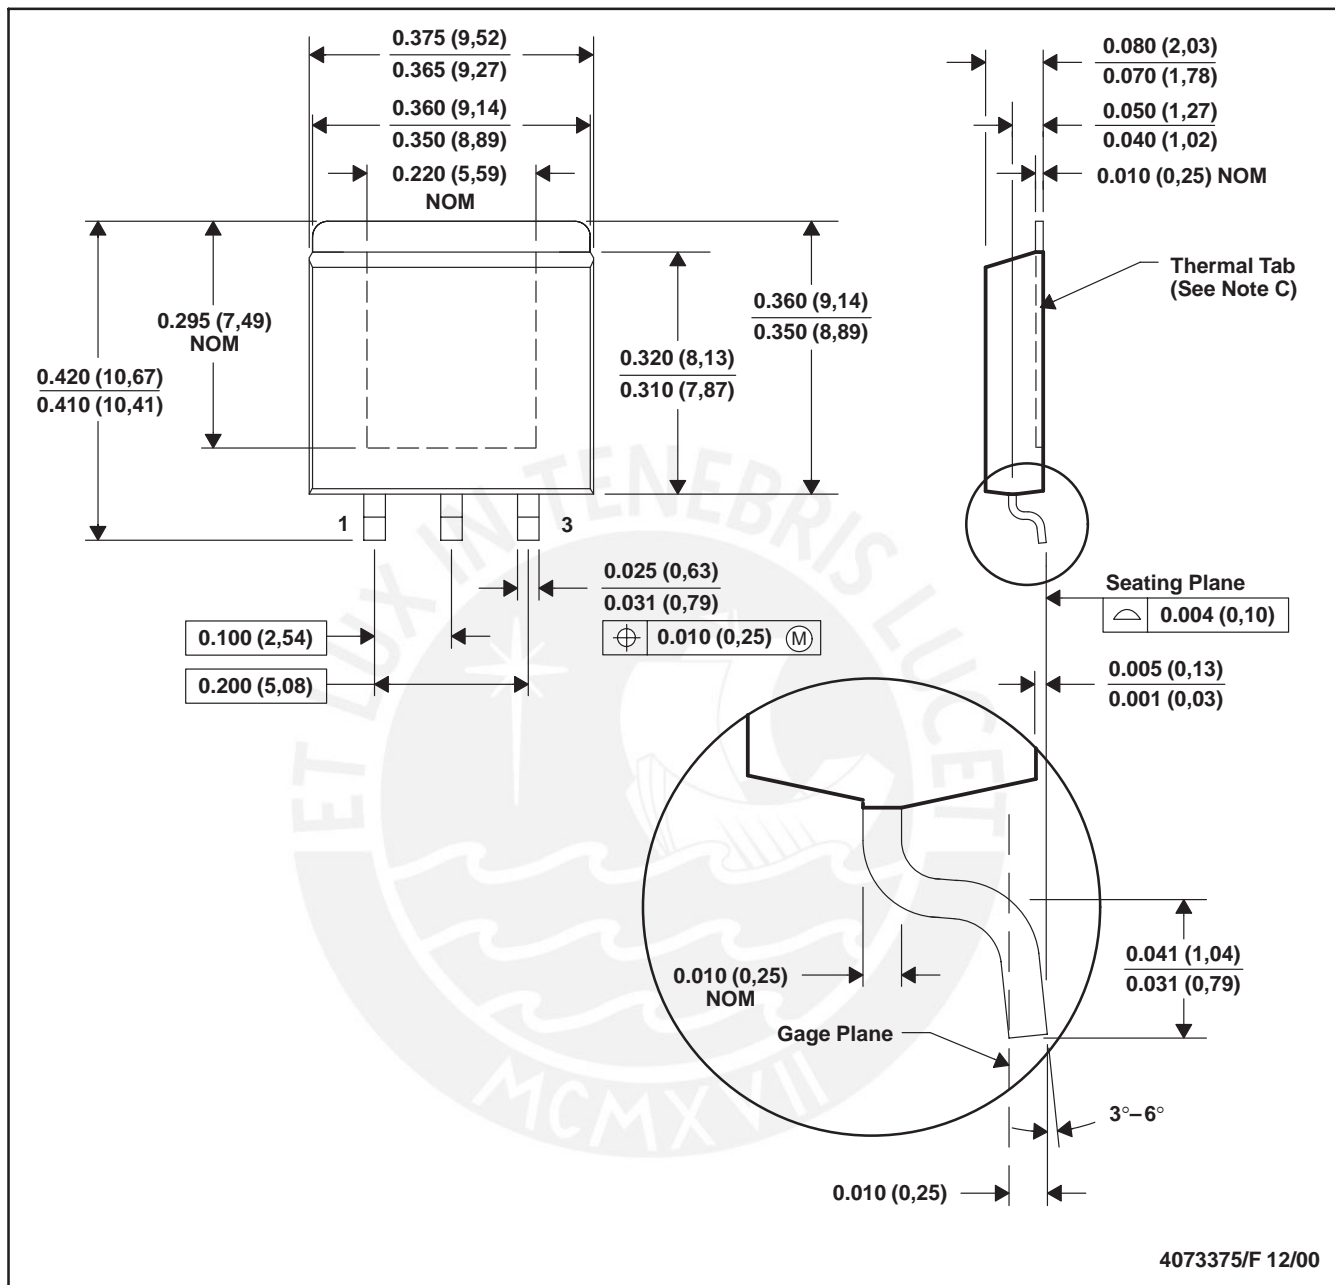 0.375 (9,52)
0.365 (9,27)
0.360 (9,14)
0.350 (8,89)
0.220 (5,59)
NOM
0.295 (7,49)
NOM
0.420 (10,67)
0.410 (10,41)
0.320 (8,13)
0.310 (7,87)
0.360 (9,14)
0.350 (8,89)
1
3
0.025 (0,63)
0.031 (0,79)
0.010 (0,25) M
0.100 (2,54)
0.200 (5,08)
0.080 (2,03)
0.070 (1,78)
0.050 (1,27)
0.040 (1,02)
0.010 (0,25) NOM
Thermal Tab
(See Note C)
Seating Plane
0.004 (0,10)
0.005 (0,13)
0.001 (0,03)
0.010 (0,25)
NOM
Gage Plane
0.041 (1,04)
0.031 (0,79)
3°–6°
0.010 (0,25)
4073375/F 12/00
ET LUX IN TENEBRIS LUCET
MCMXVII